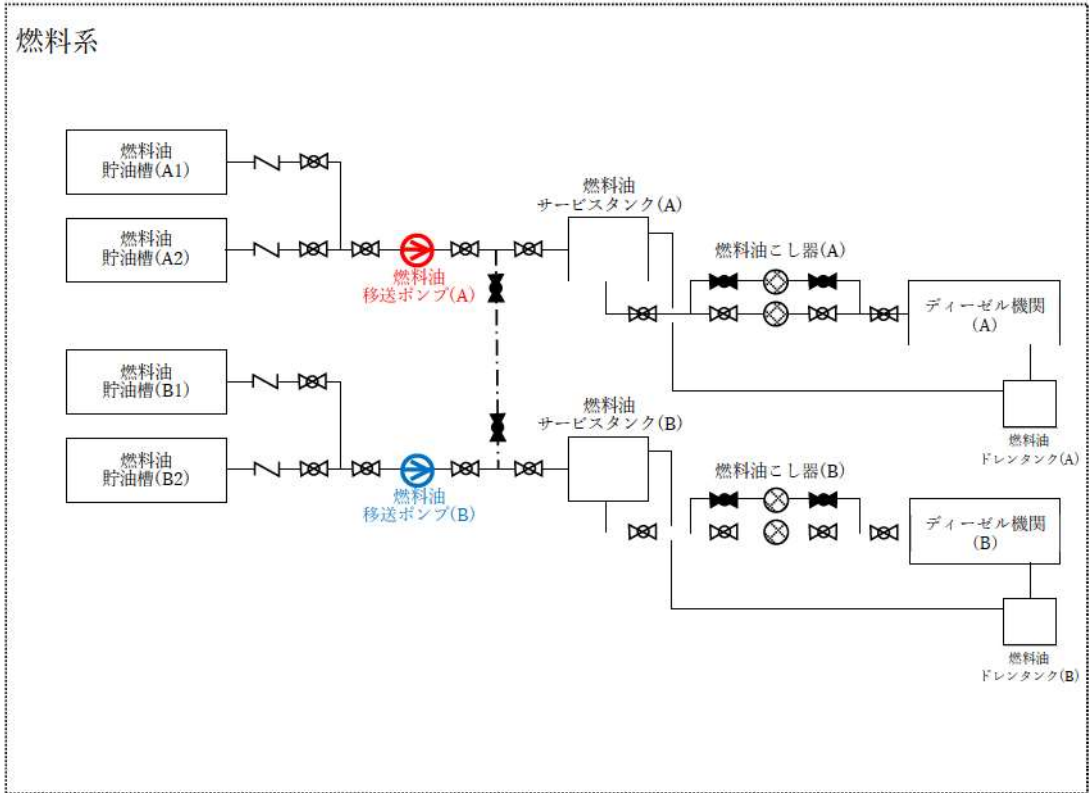 燃料系
燃料油
貯油槽(A1)
燃料油
貯油槽(A2)
燃料油
移送ポンプ(A)
燃料油
サービスタンク(A)
燃料油こし器(A)
ディーゼル機関
(A)
燃料油
ドレンタンク(A)
燃料油
貯油槽(B1)
燃料油
貯油槽(B2)
燃料油
移送ポンプ(B)
燃料油
サービスタンク(B)
燃料油こし器(B)
ディーゼル機関
(B)
燃料油
ドレンタンク(B)